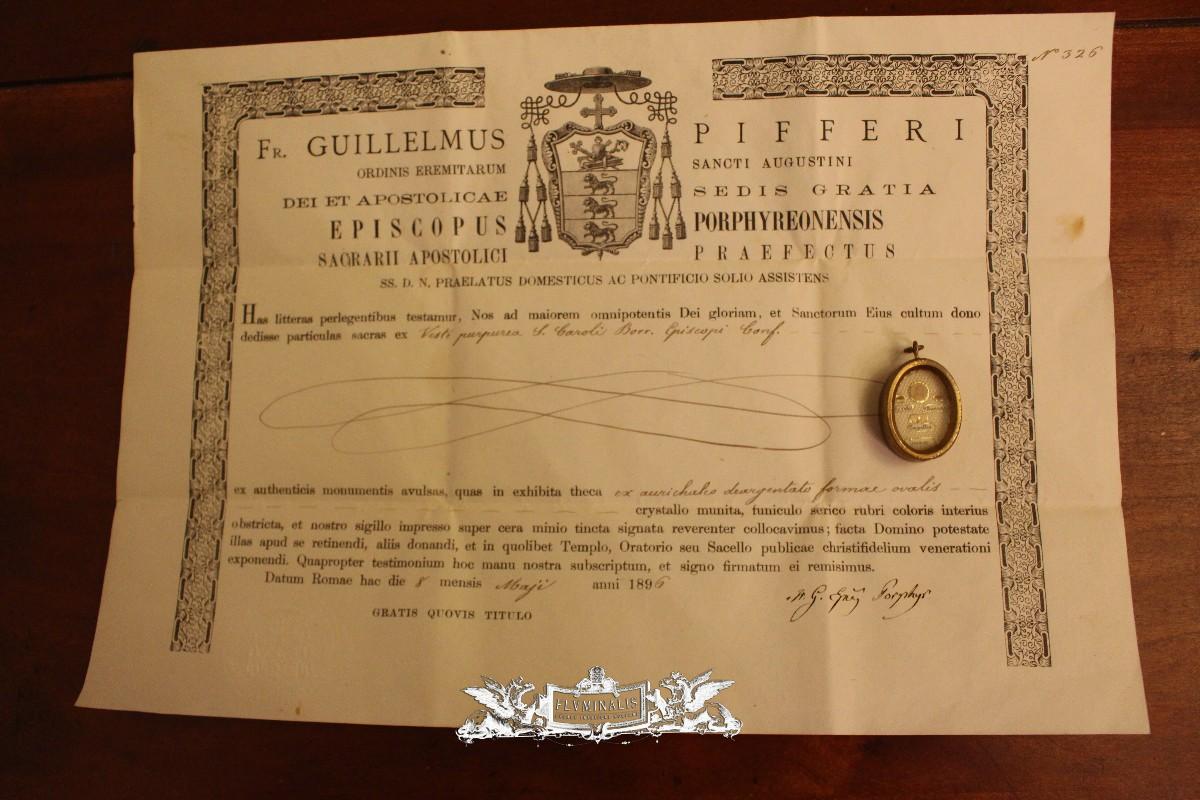 Nº 326
FR. GUILLELMUS PIFFERI
ORDINIS EREMITARUM SANCTI AUGUSTINI
DEI ET APOSTOLICAE SEDIS GRATIA
EPISCOPUS PORPHYREONENSIS
SACRARII APOSTOLICI PRAEFECTUS
SS. D. N. PRAELATUS DOMESTICUS AC PONTIFICIO SOLIO ASSISTENS
Has litteras perlegentibus testamur, Nos ad maiorem omnipotentis Dei gloriam, et Sanctorum Eius cultum dono
dedisse particulas sacras ex Veste purpurea S. Caroli Borr. Episcopi Conf.
ex authenticis monumentis avulsas, quas in exhibita theca ex aurichalco deargentato formae ovalis
crystallo munita, funiculo serico rubri coloris interius
obstricta, et nostro sigillo impresso super cera minio tincta signata reverenter collocavimus; facta Domino potestate
illas apud se retinendi, aliis donandi, et in quolibet Templo, Oratorio seu Sacello publicae christifidelium venerationi
exponendi. Quapropter testimonium hoc manu nostra subscriptum, et signo firmatum ei remisimus.
Datum Romae hac die 8 mensis Maji anni 1896
GRATIS QUOVIS TITULO
FLVMINALIS